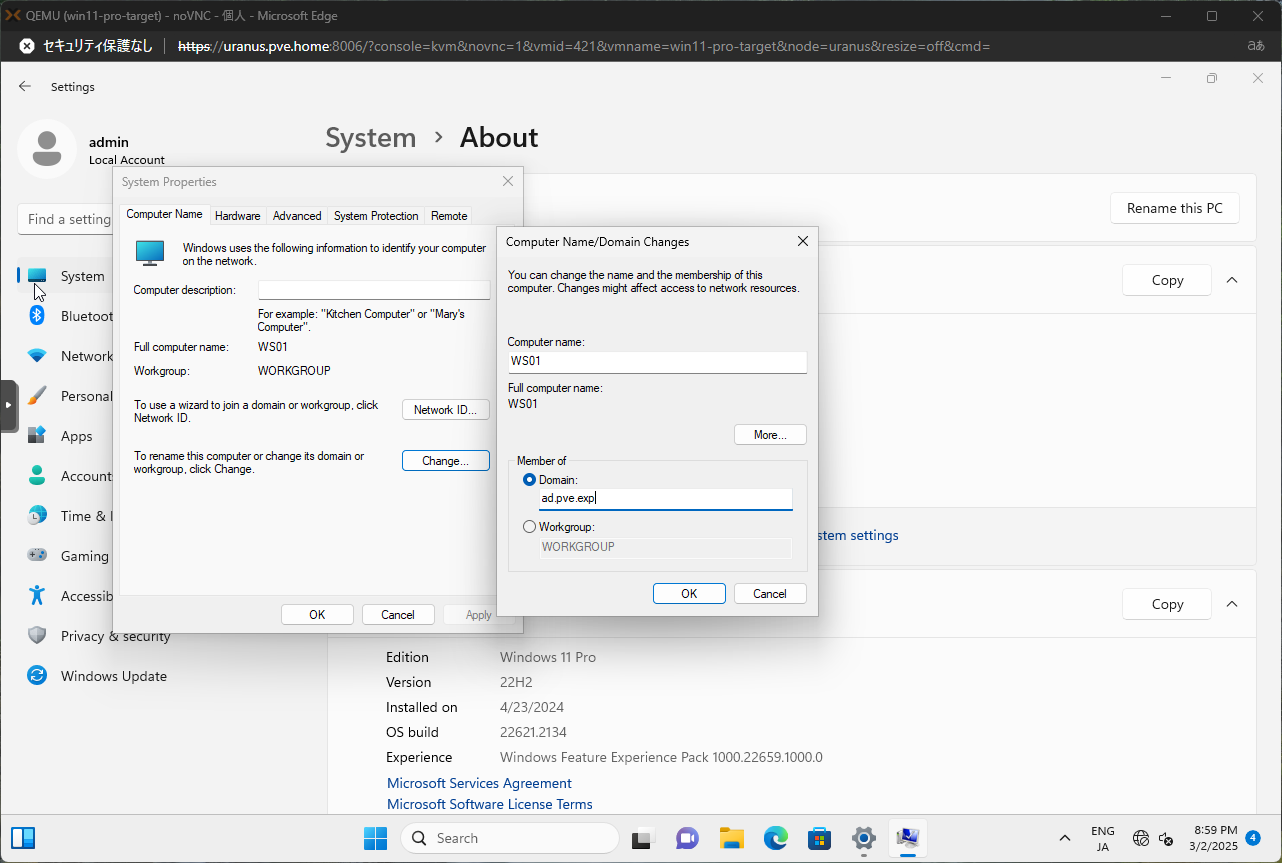 QEMU (win11-pro-target) - noVNC - 個人 - Microsoft Edge
セキュリティ保護なし
https://uranus.pve.home:8006/?console=kvm&novnc=1&vmid=421&vmname=win11-pro-target&node=uranus&resize=off&cmd=
aあ
Settings
admin
Local Account
System › About
Find a setting
Rename this PC
System
Bluetoot
Network
Personal
Apps
Account
Time & l
Gaming
Accessib
Privacy & security
Windows Update
System Properties
Computer Name
Hardware
Advanced
System Protection
Remote
Windows uses the following information to identify your computer
on the network.
Computer description:
For example: "Kitchen Computer" or "Mary's
Computer".
Full computer name:
WS01
Workgroup:
WORKGROUP
To use a wizard to join a domain or workgroup, click
Network ID.
Network ID...
To rename this computer or change its domain or
workgroup, click Change.
Change...
OK
Cancel
Apply
Computer Name/Domain Changes
You can change the name and the membership of this
computer. Changes might affect access to network resources.
Computer name:
WS01
Full computer name:
WS01
More...
Member of
Domain:
ad.pve.exp
Workgroup:
WORKGROUP
OK
Cancel
Copy
stem settings
Copy
Edition
Windows 11 Pro
Version
22H2
Installed on
4/23/2024
OS build
22621.2134
Experience
Windows Feature Experience Pack 1000.22659.1000.0
Microsoft Services Agreement
Microsoft Software License Terms
Search
ENG
JA
8:59 PM
3/2/2025
4